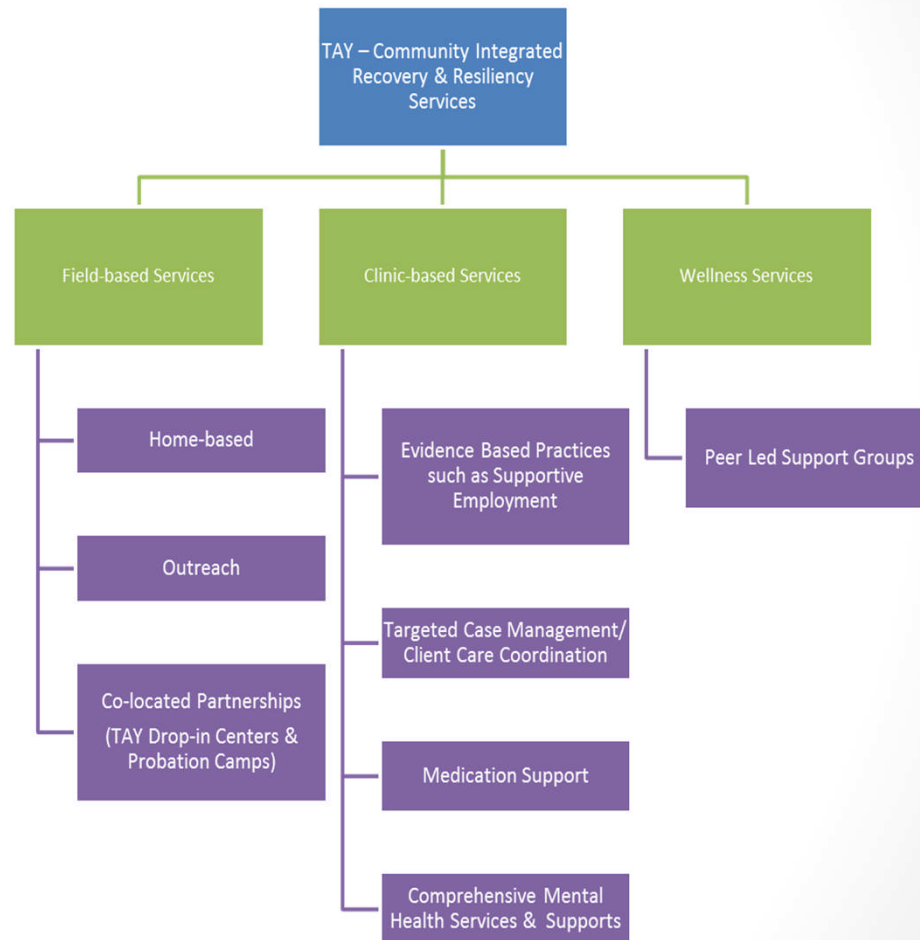 TAY – Community Integrated
Recovery & Resiliency
Services
Field-based Services
Clinic-based Services
Wellness Services
Home-based
Outreach
Co-located Partnerships
(TAY Drop-in Centers &
Probation Camps)
Evidence Based Practices
such as Supportive
Employment
Targeted Case Management/
Client Care Coordination
Medication Support
Comprehensive Mental
Health Services & Supports
Peer Led Support Groups